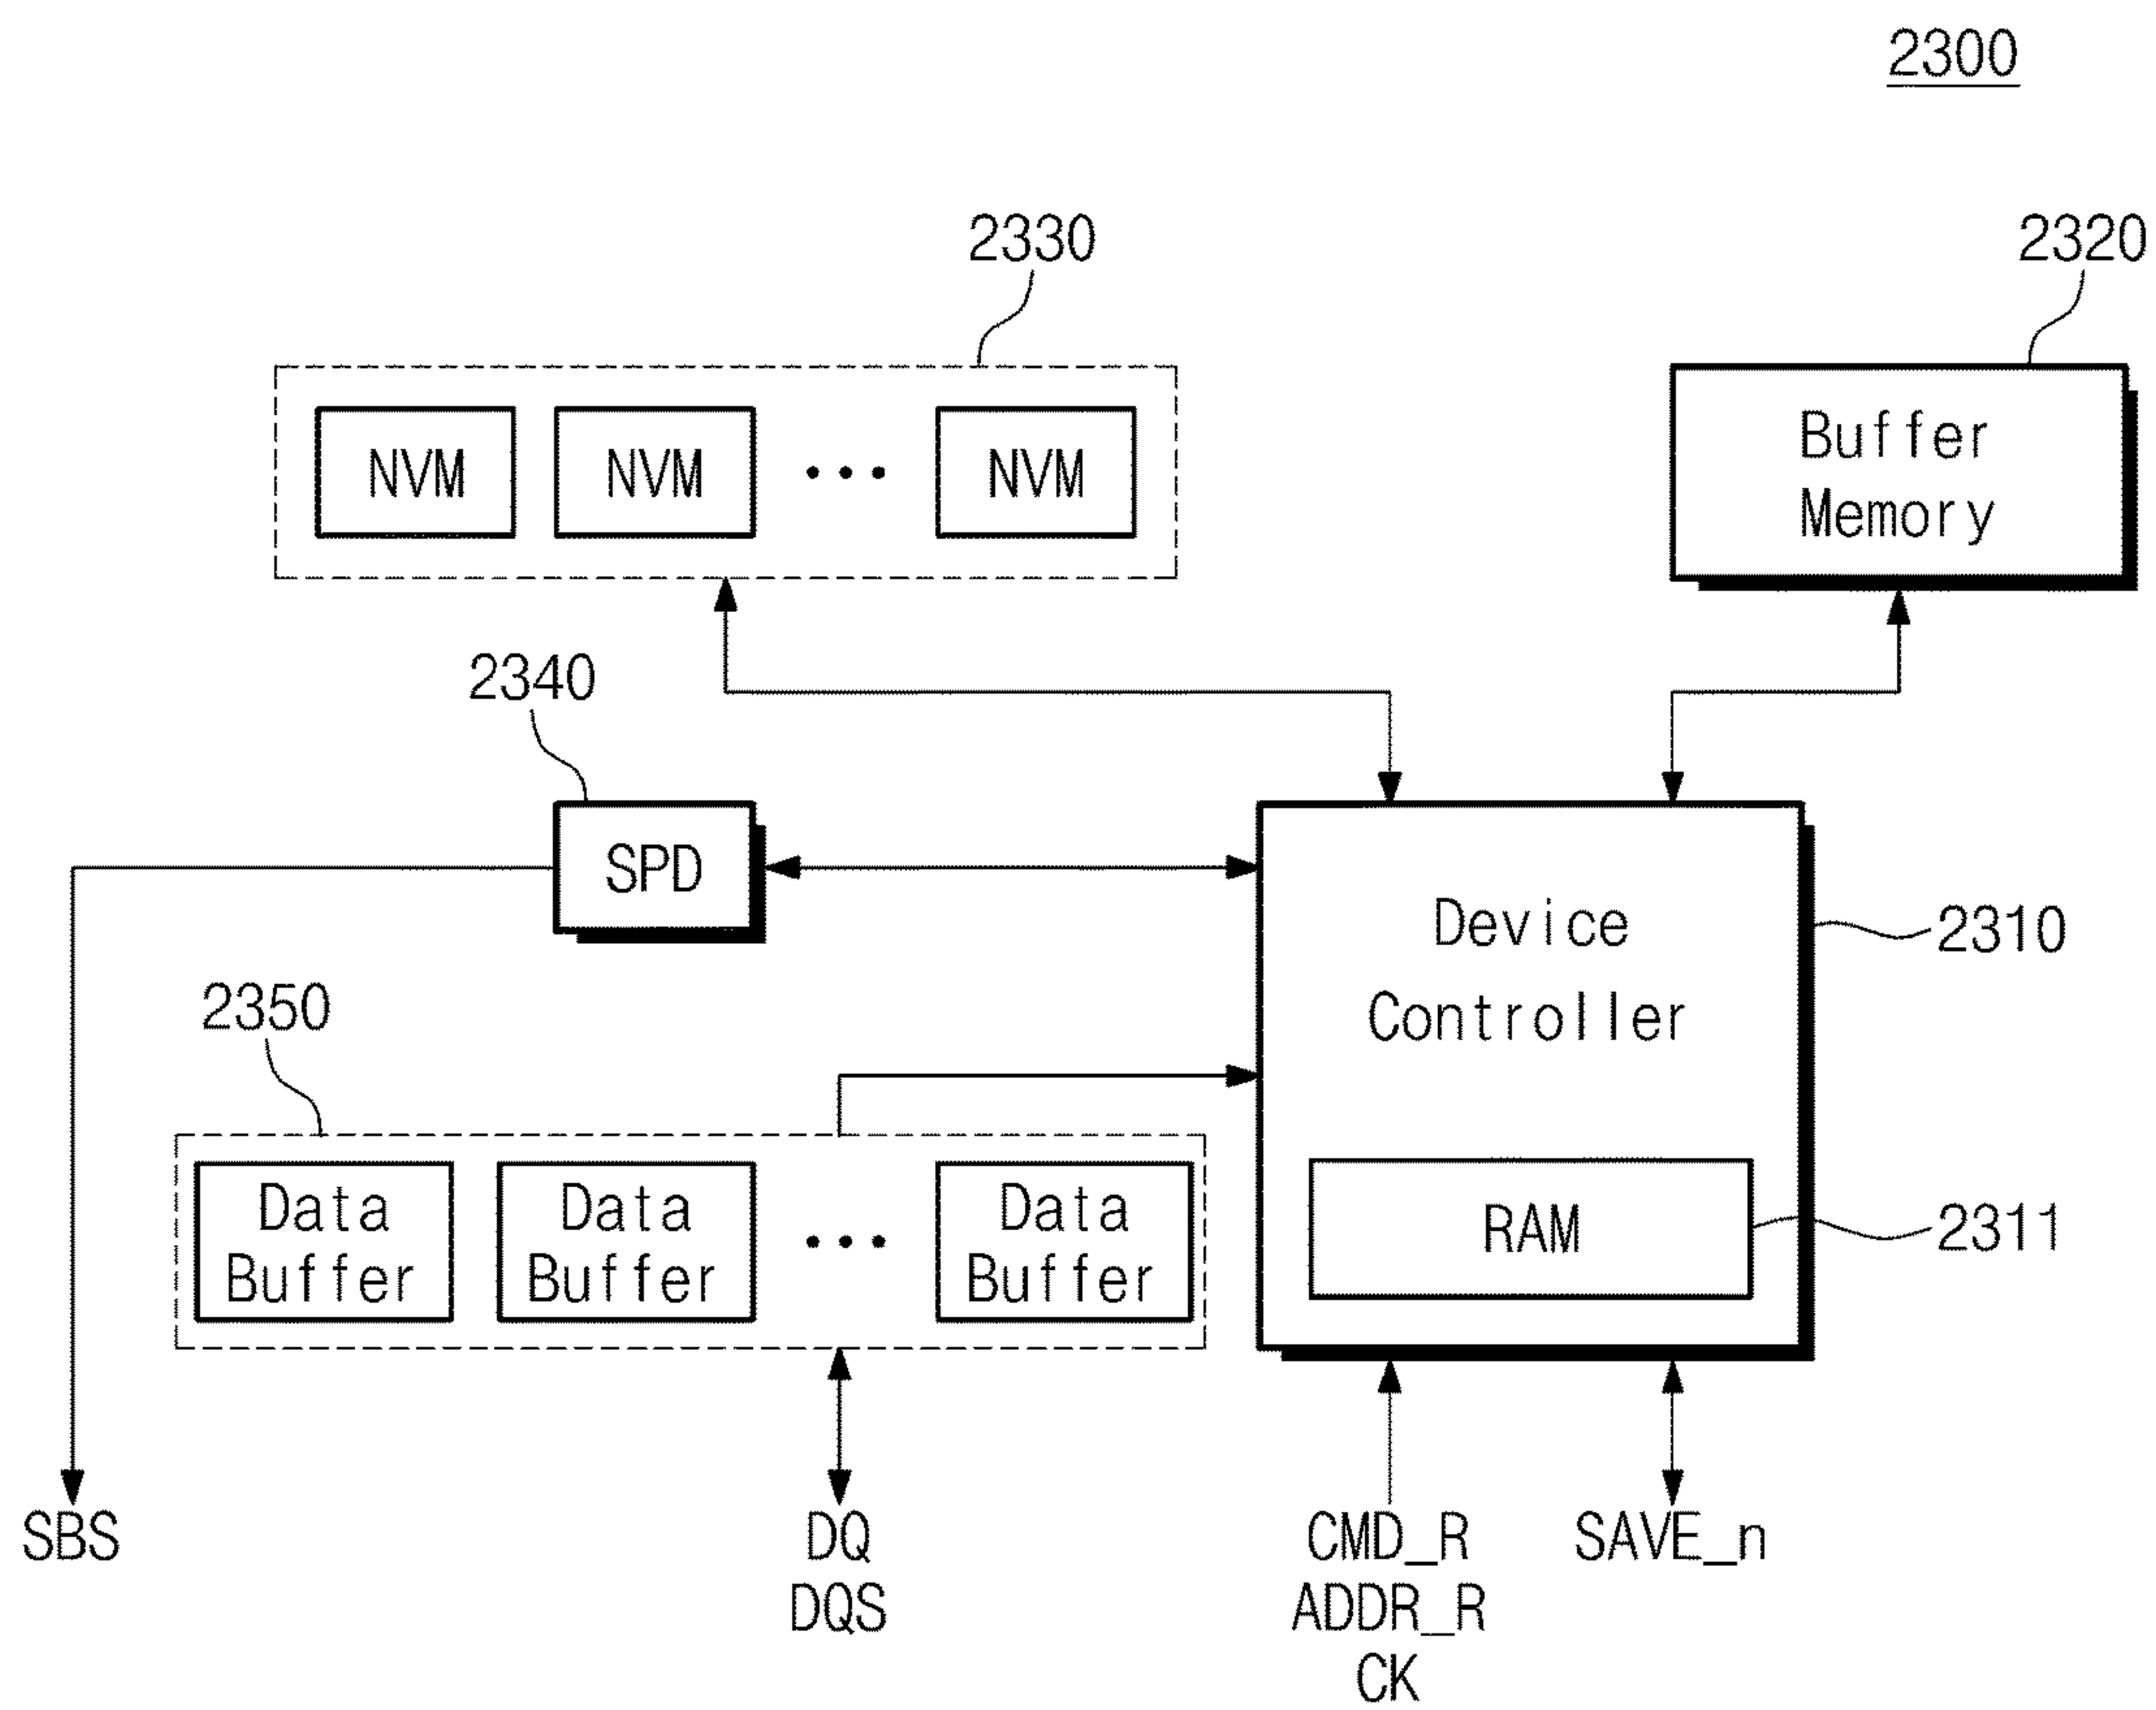 2300
2330
2320
NVM
NVM
NVM
Buffer
Memory
2340
SPD
Device
Controller
2310
2350
Data
Buffer
Data
Buffer
Data
Buffer
RAM
2311
SBS
DQ
DQS
CMD_R
ADDR_R
CK
SAVE_n